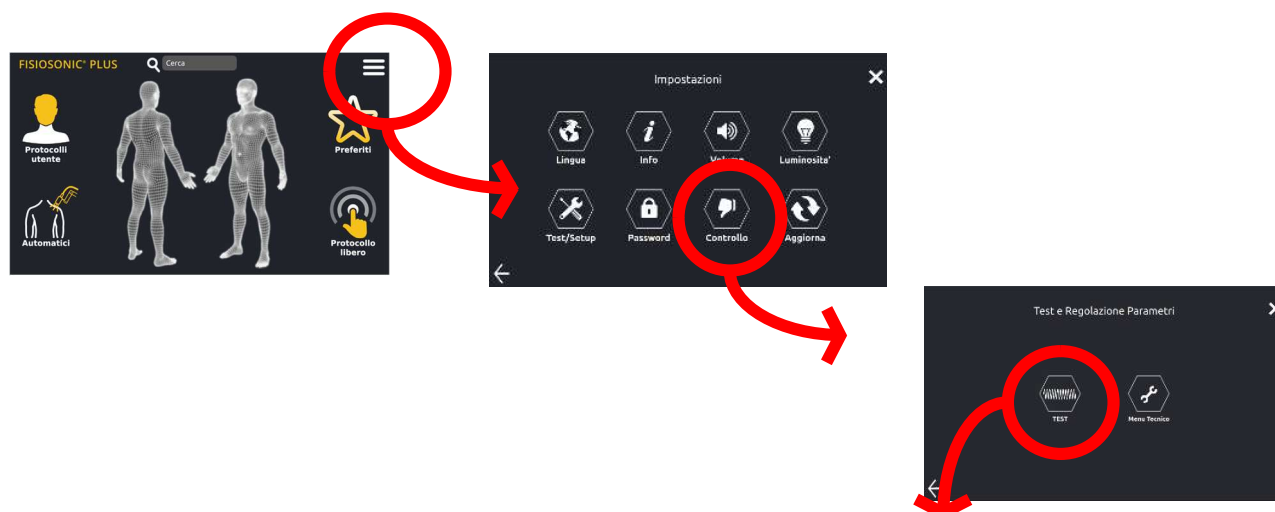 FISIOSONIC® PLUS
Cerca
Protocolli
utente
Preferiti
Automatici
Protocollo
libero
Impostazioni
Lingua
Info
Volume
Luminosita'
Test/Setup
Password
Controllo
Aggiorna
Test e Regolazione Parametri
TEST
Menu Tecnico